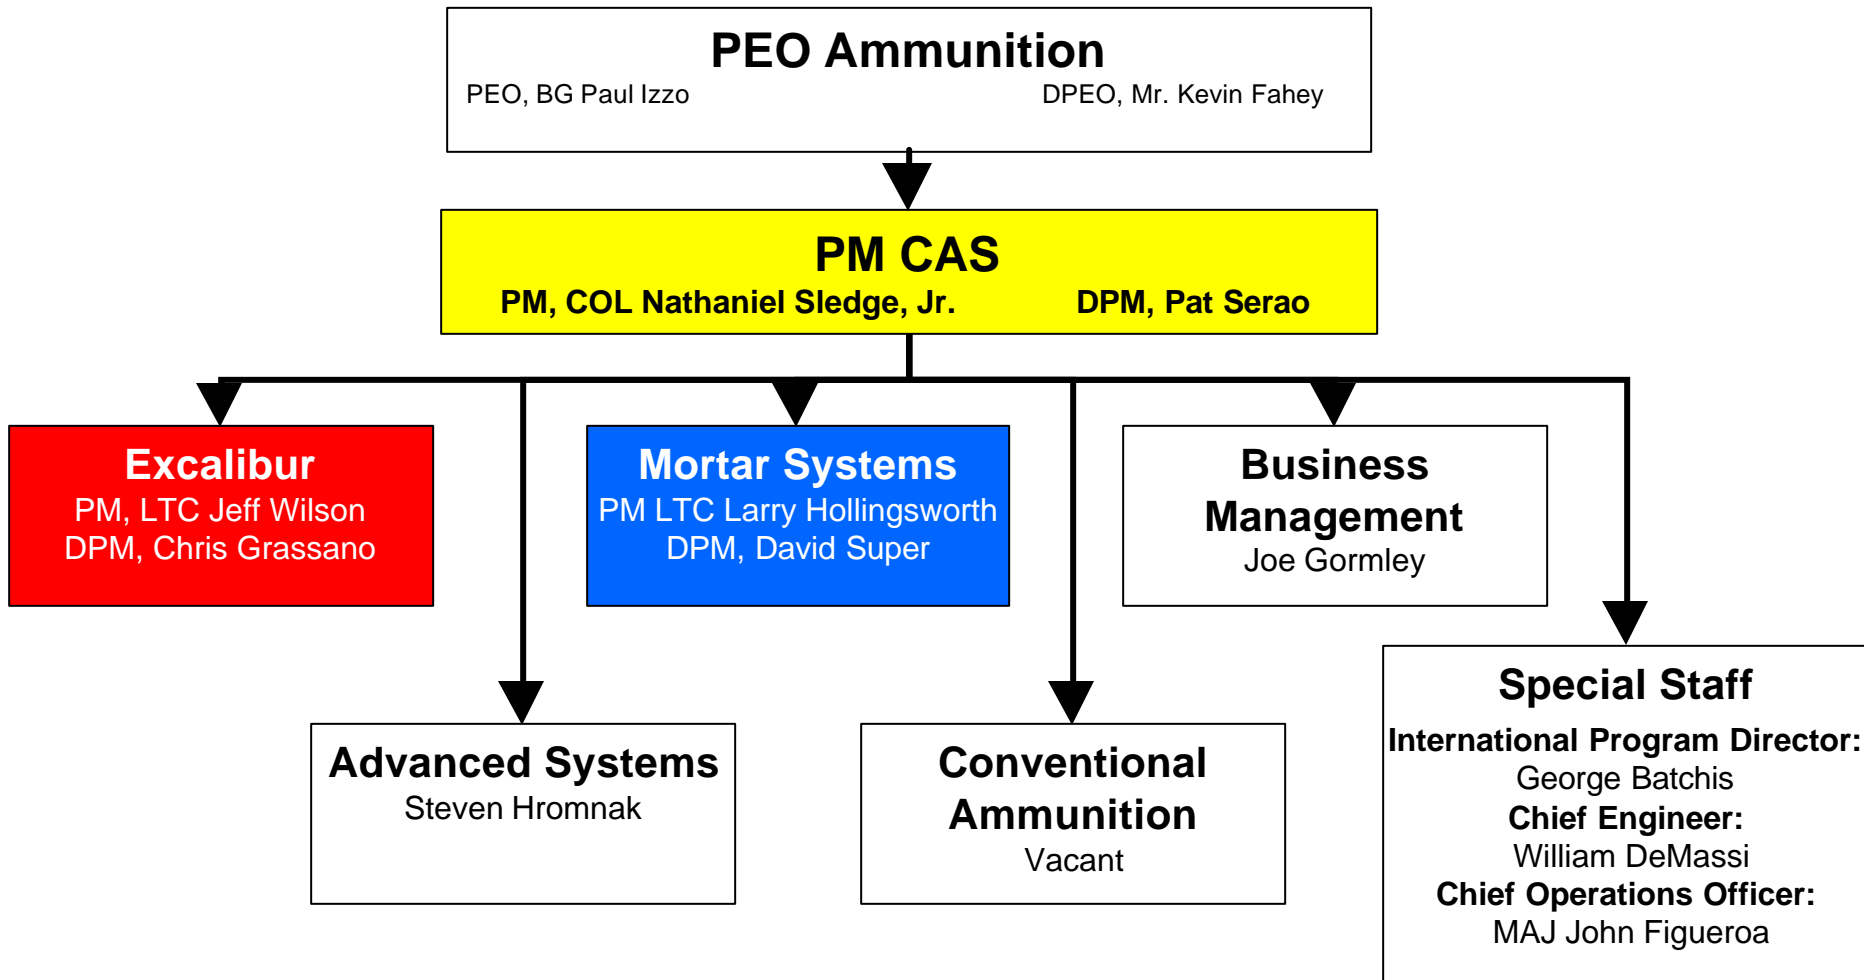 PEO Ammunition
PEO, BG Paul Izzo DPEO, Mr. Kevin Fahey
PM CAS
PM, COL Nathaniel Sledge, Jr. DPM, Pat Serao
Excalibur
PM, LTC Jeff Wilson
DPM, Chris Grassano
Mortar Systems
PM LTC Larry Hollingsworth
DPM, David Super
Business
Management
Joe Gormley
Advanced Systems
Steven Hromnak
Conventional
Ammunition
Vacant
Special Staff
International Program Director:
George Batchis
Chief Engineer:
William DeMassi
Chief Operations Officer:
MAJ John Figueroa